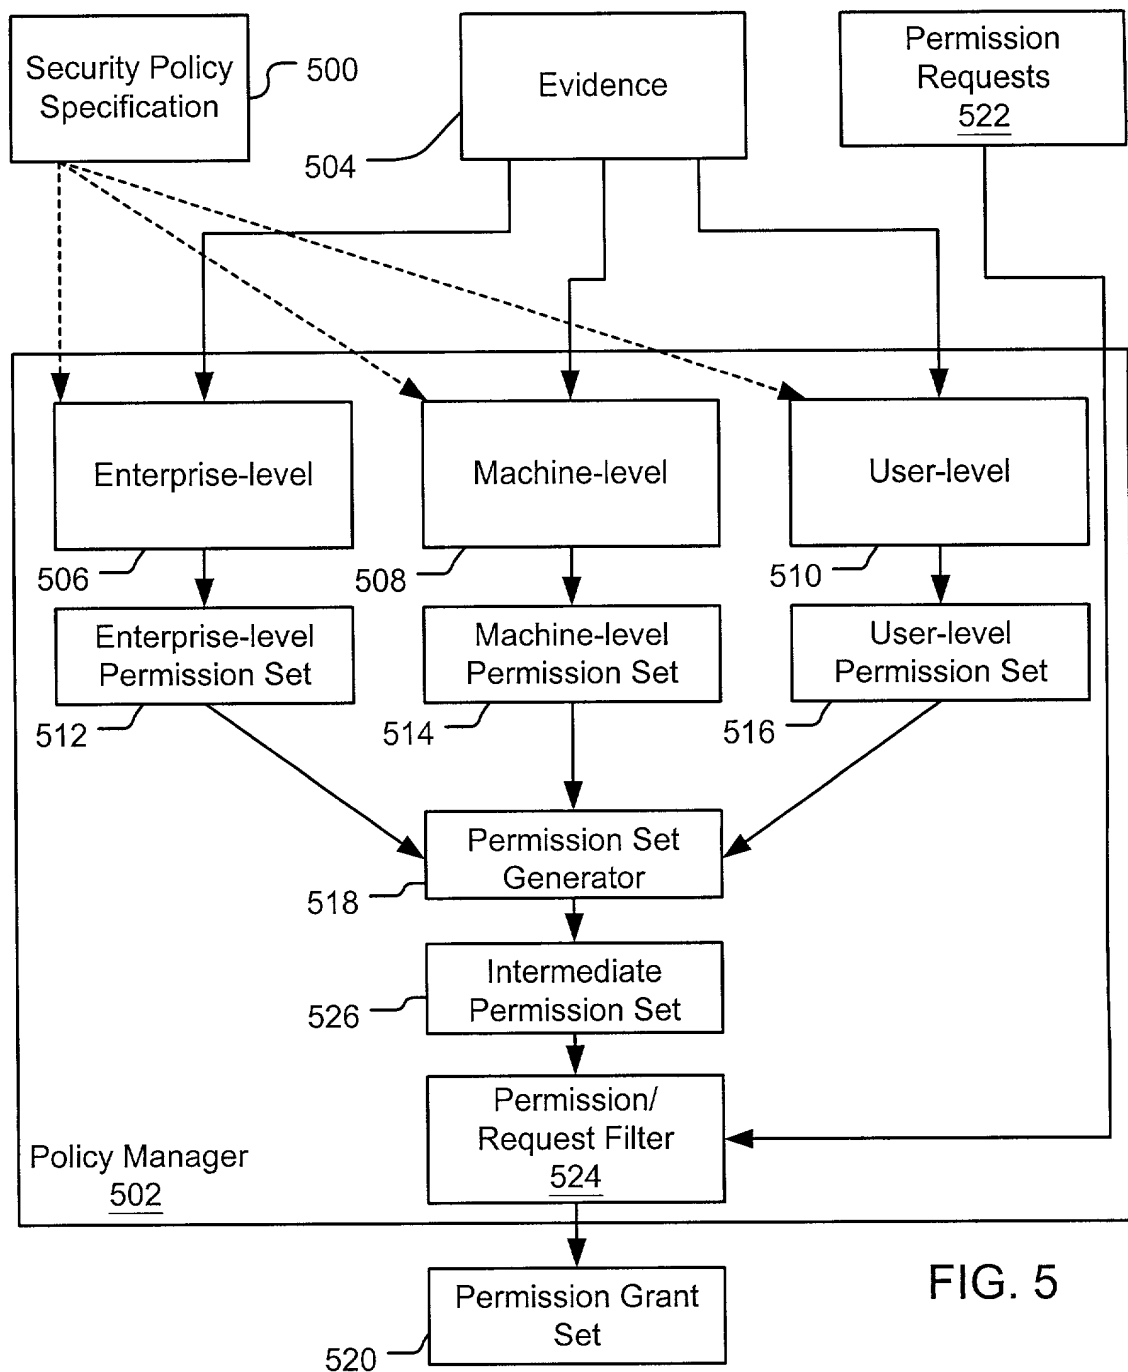 Security Policy
Specification
500
Evidence
504
Permission
Requests
522
Enterprise-level
506
Machine-level
508
User-level
510
Enterprise-level
Permission Set
512
Machine-level
Permission Set
514
User-level
Permission Set
516
Permission Set
Generator
518
Intermediate
Permission Set
526
Permission/
Request Filter
524
Policy Manager
502
Permission Grant
Set
520
FIG. 5